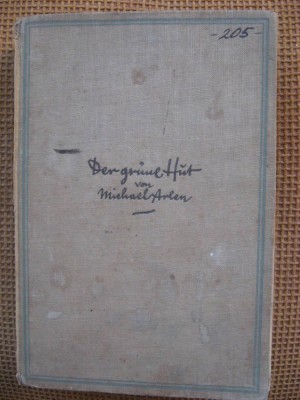 -205-
Der grüne Hut
von
Michael Arlen